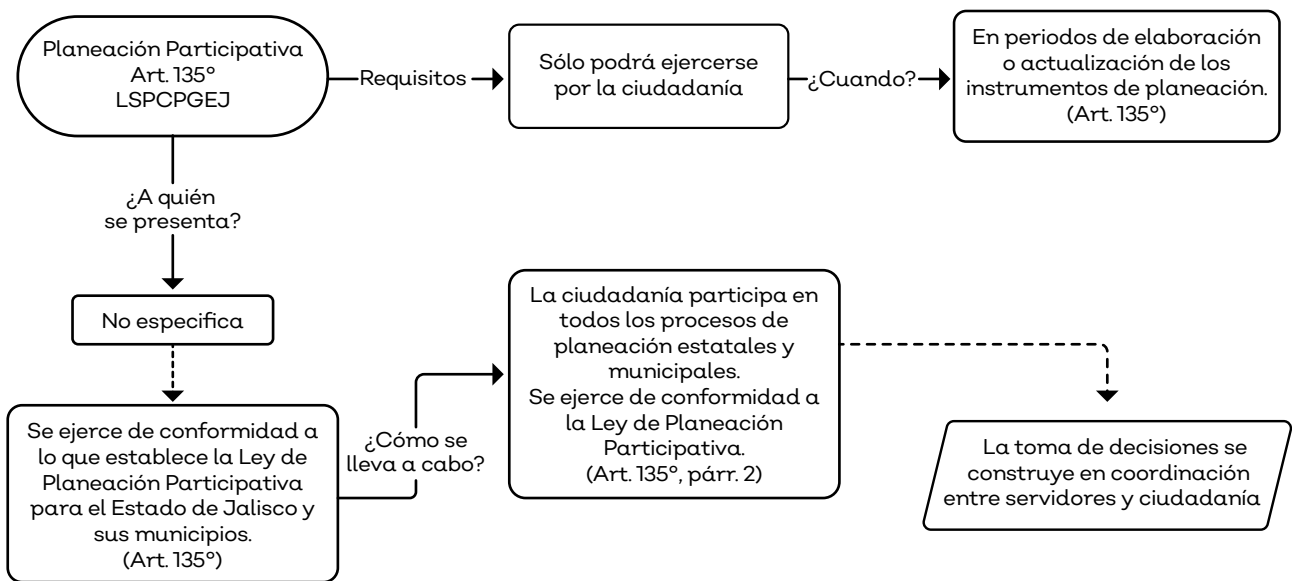 Planeación Participativa
Art. 135º
LSPCPGEJ
Requisitos
Sólo podrá ejercerse
por la ciudadanía
¿Cuando?
En periodos de elaboración
o actualización de los
instrumentos de planeación.
(Art. 135º)
¿A quién
se presenta?
No especifica
Se ejerce de conformidad a
lo que establece la Ley de
Planeación Participativa
para el Estado de Jalisco y
sus municipios.
(Art. 135º)
¿Cómo se
lleva a cabo?
La ciudadanía participa en
todos los procesos de
planeación estatales y
municipales.
Se ejerce de conformidad a
la Ley de Planeación
Participativa.
(Art. 135º, párr. 2)
La toma de decisiones se
construye en coordinación
entre servidores y ciudadanía